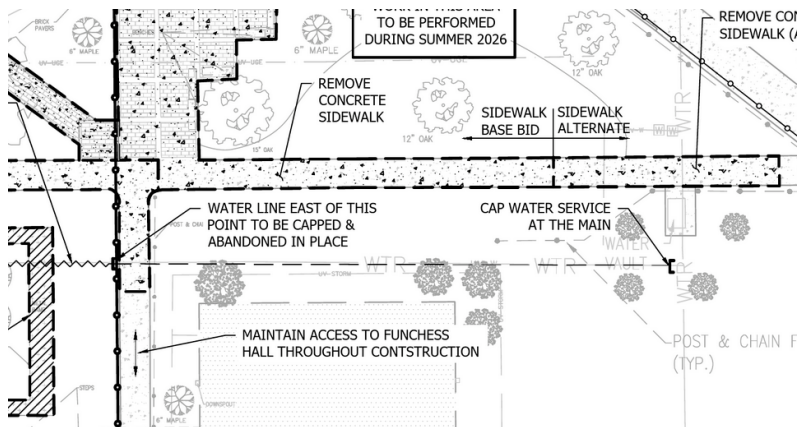 WORK IN THIS AREA
TO BE PERFORMED
DURING SUMMER 2026
REMOVE CON
SIDEWALK (A
BRICK
PAVERS
6" MAPLE
6" MAPLE
12" OAK
REMOVE
CONCRETE
SIDEWALK
15" OAK
12" OAK
SIDEWALK
BASE BID
SIDEWALK
ALTERNATE
WTR
WATER LINE EAST OF THIS
POINT TO BE CAPPED &
ABANDONED IN PLACE
POST & CHAIN
CAP WATER SERVICE
AT THE MAIN
WATER
VAULT
UV-STORM
WTR
WTR
WTR
MAINTAIN ACCESS TO FUNCHESS
HALL THROUGHOUT CONTSTRUCTION
POST & CHAIN F
(TYP.)
STEPS
DOWNSPOUT
6" MAPLE